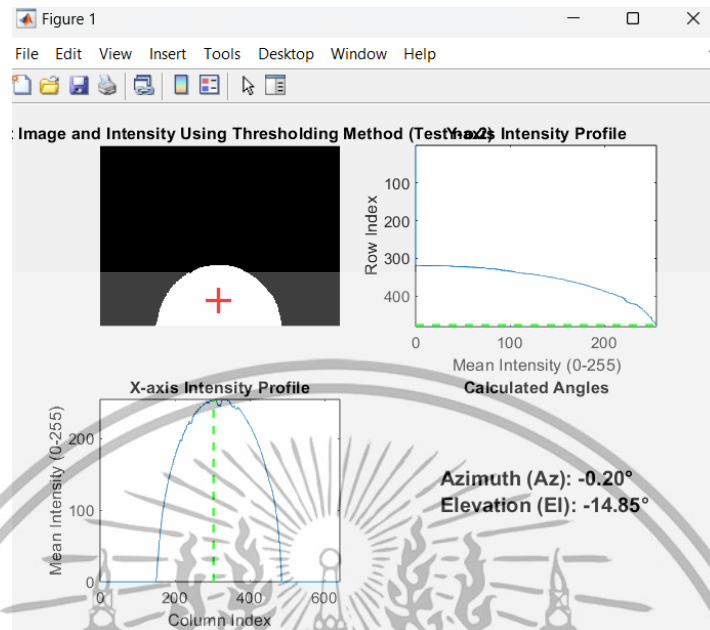 Figure 1
File Edit View Insert Tools Desktop Window Help
: Image and Intensity Using Thresholding Method (Test
Y-axis Intensity Profile
100
200
300
400
Row Index
0 100 200
Mean Intensity (0-255)
X-axis Intensity Profile
200
100
0
Mean Intensity (0-255)
0 200 400 600
Column Index
Calculated Angles
Azimuth (Az): -0.20°
Elevation (El): -14.85°